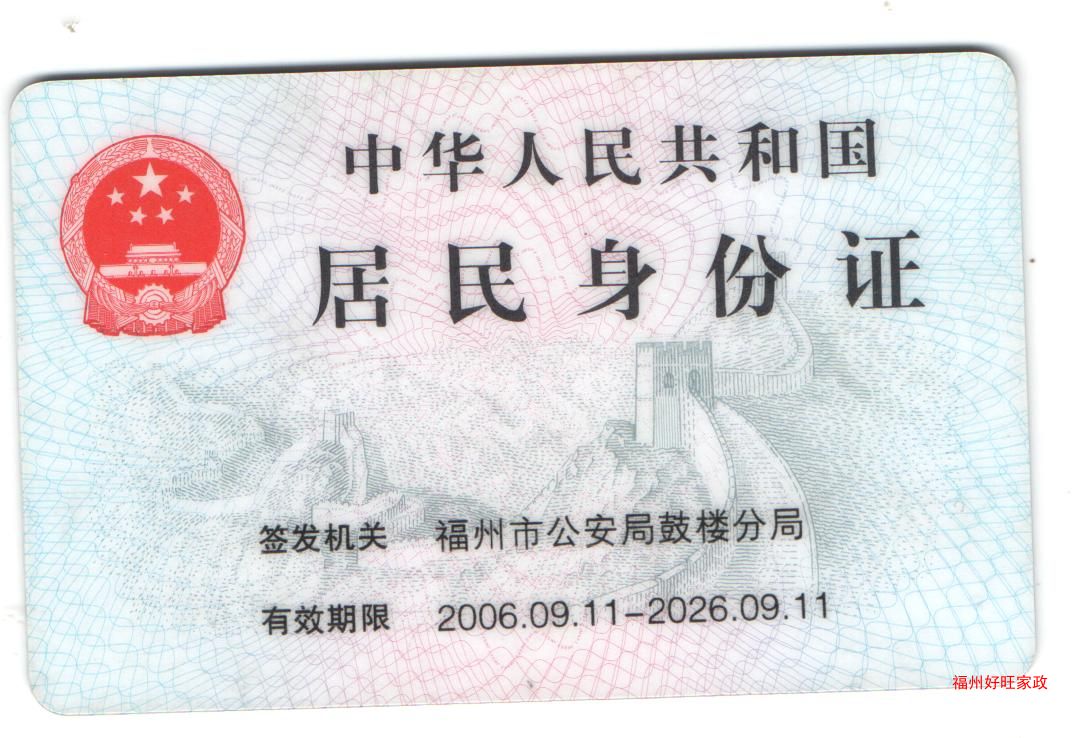 中华人民共和国
居民身份证
签发机关 福州市公安局鼓楼分局
有效期限 2006.09.11-2026.09.11
福州好旺家政